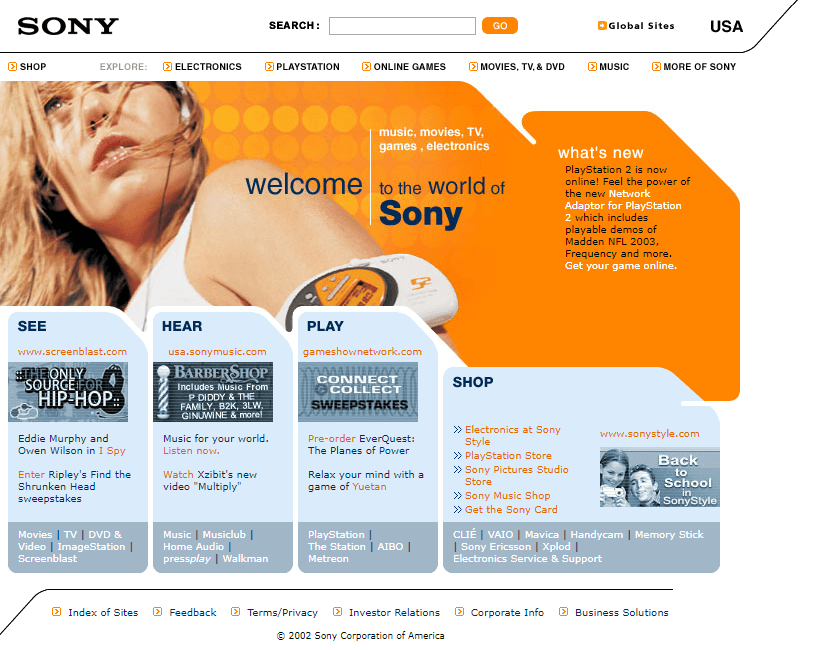 SONY
SEARCH :
GO
Global Sites
USA
SHOP
EXPLORE:
ELECTRONICS
PLAYSTATION
ONLINE GAMES
MOVIES, TV, & DVD
MUSIC
MORE OF SONY
music, movies, TV,
games , electronics
welcome to the world of
Sony
what's new
PlayStation 2 is now
online! Feel the power of
the new Network
Adaptor for PlayStation
2 which includes
playable demos of
Madden NFL 2003,
Frequency and more.
Get your game online.
SEE
www.screenblast.com
THE ONLY
SOURCE FOR
HIP-HOP
Eddie Murphy and
Owen Wilson in I Spy
Enter Ripley's Find the
Shrunken Head
sweepstakes
Movies | TV | DVD &
Video | ImageStation |
Screenblast
HEAR
usa.sonymusic.com
BARBERSHOP
Includes Music From
P DIDDY & THE
FAMILY, B2K, 3LW,
GINUWINE & more!
Music for your world.
Listen now.
Watch Xzibit's new
video "Multiply"
Music | Musiclub |
Home Audio |
pressplay | Walkman
PLAY
gameshownetwork.com
CONNECT
& COLLECT
SWEEPSTAKES
Pre-order EverQuest:
The Planes of Power
Relax your mind with a
game of Yuetan
PlayStation |
The Station | AIBO |
Metreon
SHOP
Electronics at Sony
Style
PlayStation Store
Sony Pictures Studio
Store
Sony Music Shop
Get the Sony Card
www.sonystyle.com
Back
to
School
in
SonyStyle
CLIÉ | VAIO | Mavica | Handycam | Memory Stick
| Sony Ericsson | Xplod |
Electronics Service & Support
Index of Sites
Feedback
Terms/Privacy
Investor Relations
Corporate Info
Business Solutions
© 2002 Sony Corporation of America